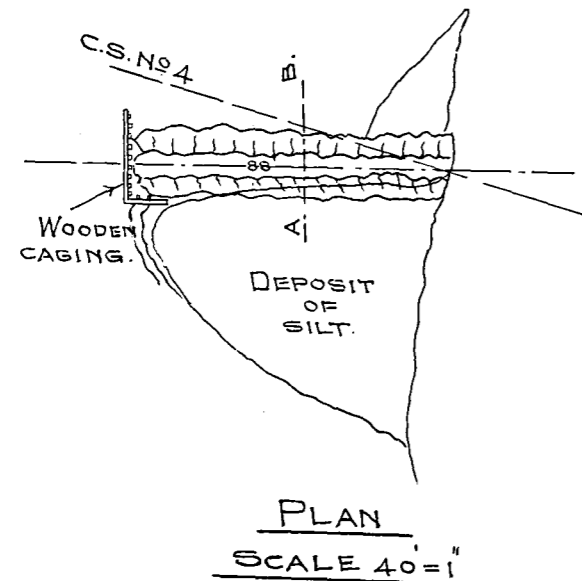 C.S. Nº 4
B.
88
WOODEN
CAGING.
A
DEPOSIT
OF
SILT.
PLAN
SCALE 40'=1"